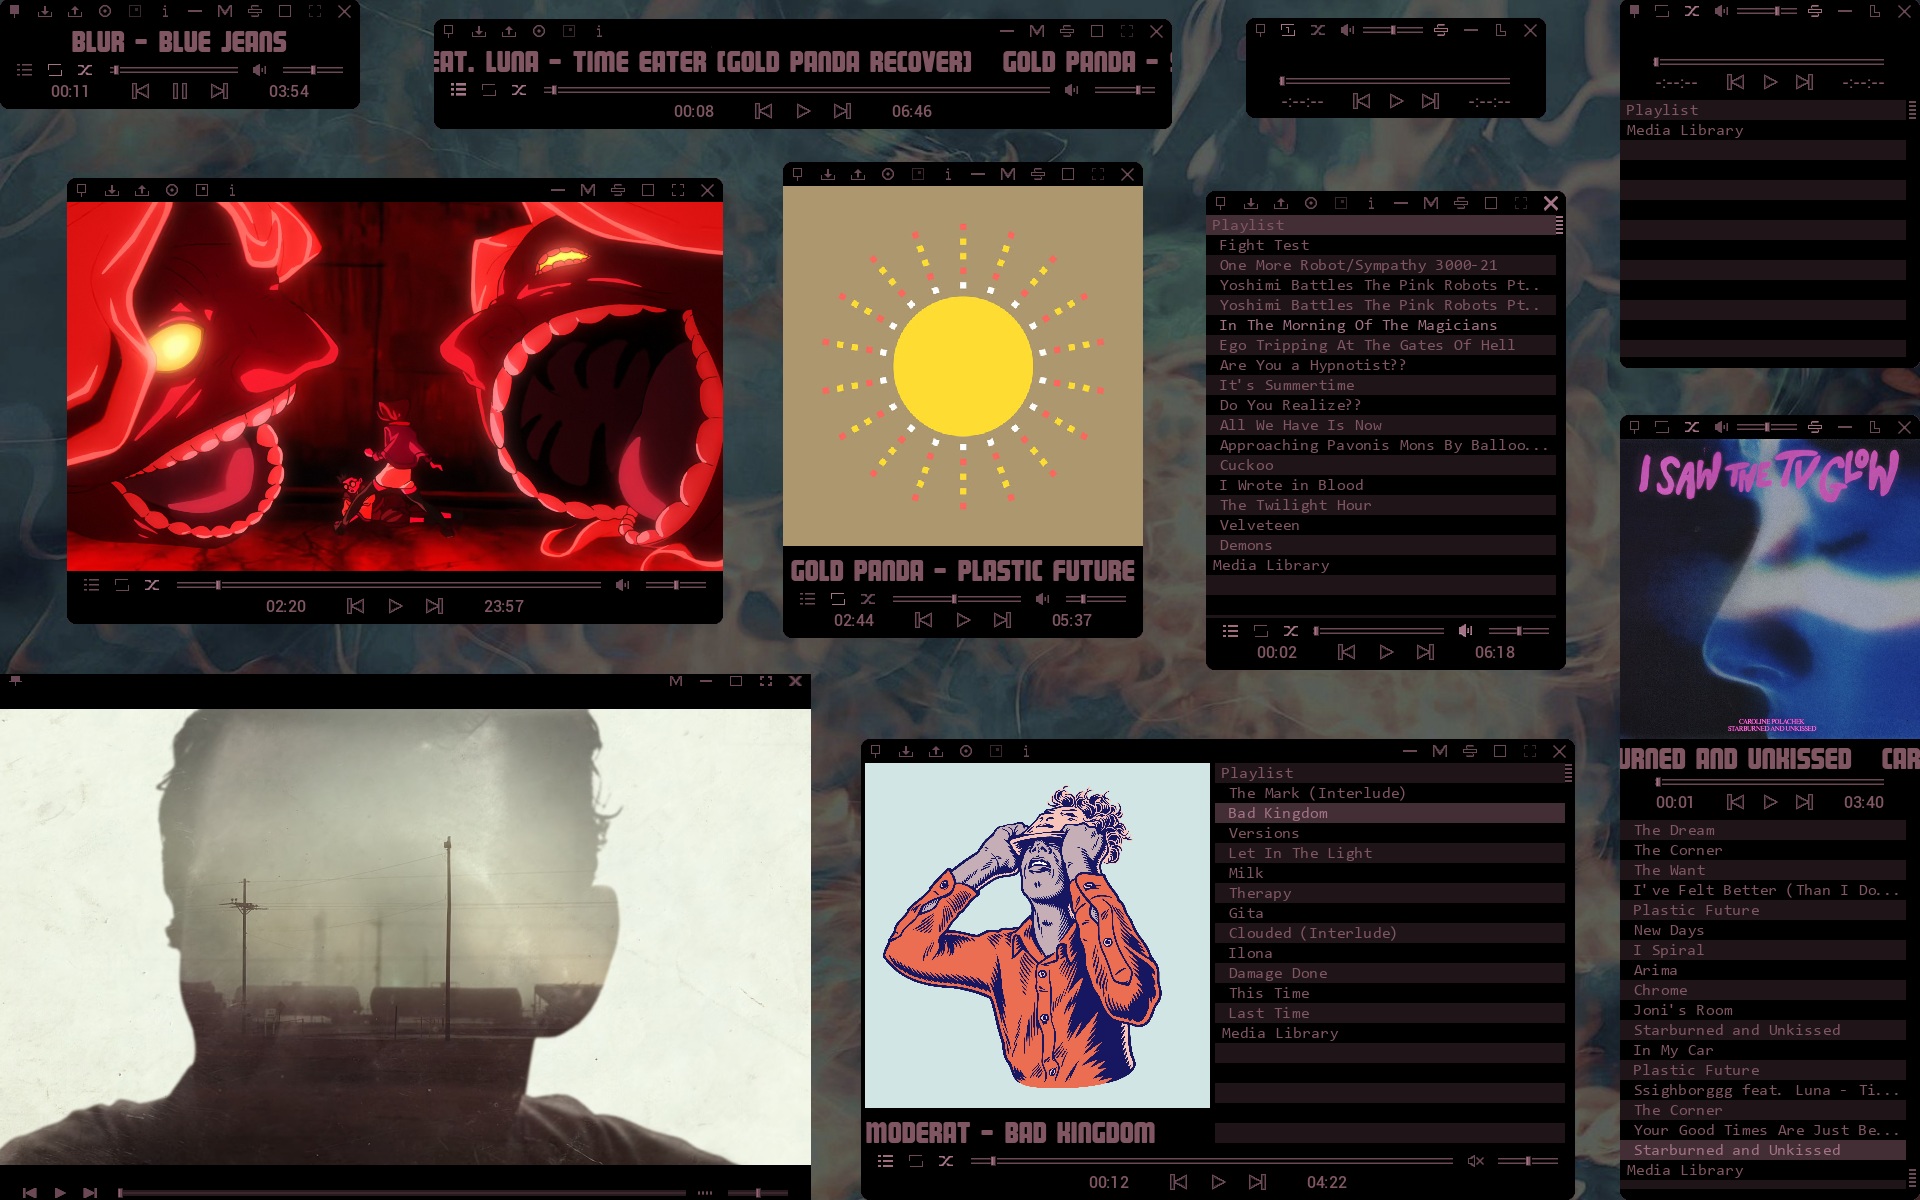 BLUR - BLUE JEANS
00:11
03:54
EAT. LUNA - TIME EATER [GOLD PANDA RECOVER] GOLD PANDA -
00:08
06:46
-:--:--
-:--:--
-:--:--
-:--:--
Playlist
Media Library
02:20
23:57
GOLD PANDA - PLASTIC FUTURE
02:44
05:37
Playlist
Fight Test
One More Robot/Sympathy 3000-21
Yoshimi Battles The Pink Robots Pt..
Yoshimi Battles The Pink Robots Pt..
In The Morning Of The Magicians
Ego Tripping At The Gates Of Hell
Are You a Hypnotist??
It's Summertime
Do You Realize??
All We Have Is Now
Approaching Pavonis Mons By Balloo...
Cuckoo
I Wrote in Blood
The Twilight Hour
Velveteen
Demons
Media Library
00:02
06:18
I SAW THE TV GLOW
CAROLINE POLACHEK
STARBURNED AND UNKISSED
URNED AND UNKISSED CAR
00:01
03:40
The Dream
The Corner
The Want
I've Felt Better (Than I Do...
Plastic Future
New Days
I Spiral
Arima
Chrome
Joni's Room
Starburned and Unkissed
In My Car
Plastic Future
Ssighborggg feat. Luna - Ti...
The Corner
Your Good Times Are Just Be...
Starburned and Unkissed
Media Library
Playlist
The Mark (Interlude)
Bad Kingdom
Versions
Let In The Light
Milk
Therapy
Gita
Clouded (Interlude)
Ilona
Damage Done
This Time
Last Time
Media Library
MODERAT - BAD KINGDOM
00:12
04:22